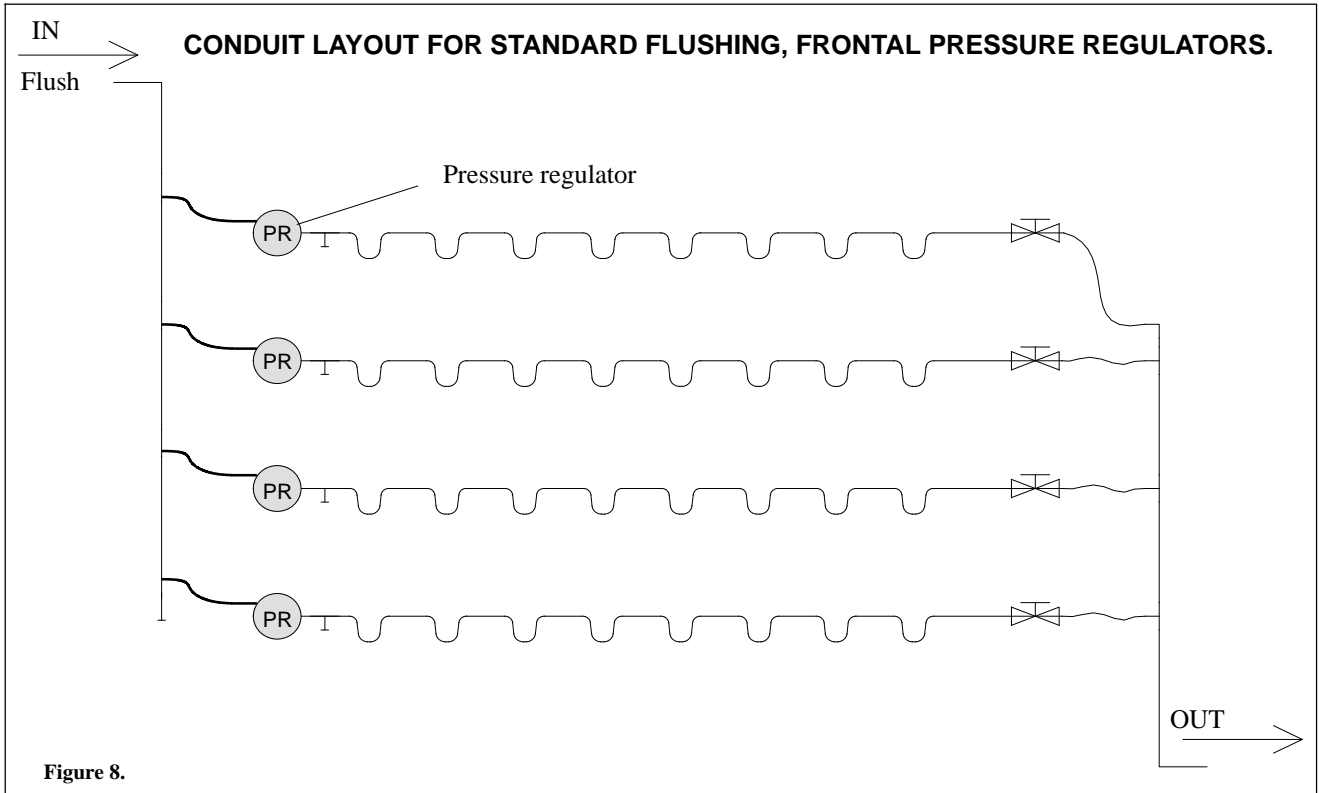 IN
CONDUIT LAYOUT FOR STANDARD FLUSHING, FRONTAL PRESSURE REGULATORS.
Flush
Pressure regulator
PR
PR
PR
PR
OUT
Figure 8.